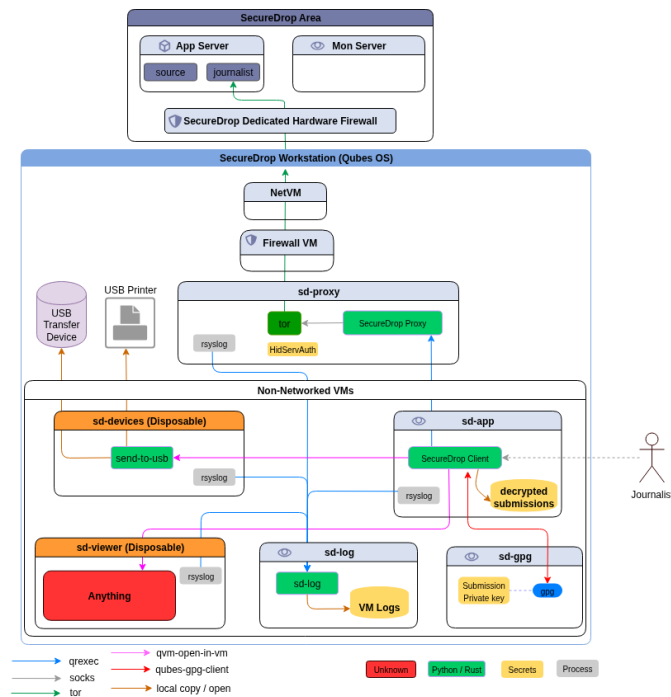 SecureDrop Area
App Server
Mon Server
source
journalist
SecureDrop Dedicated Hardware Firewall
SecureDrop Workstation (Qubes OS)
NetVM
Firewall VM
USB
Transfer
Device
USB Printer
sd-proxy
tor
SecureDrop Proxy
HidServAuth
rsyslog
Non-Networked VMs
sd-devices (Disposable)
send-to-usb
rsyslog
sd-app
SecureDrop Client
rsyslog
decrypted
submissions
Journalis
sd-viewer (Disposable)
Anything
rsyslog
sd-log
sd-log
VM Logs
sd-gpg
Submission
Private key
gpg
qrexec
socks
tor
qvm-open-in-vm
qubes-gpg-client
local copy / open
Unknown
Python / Rust
Secrets
Process